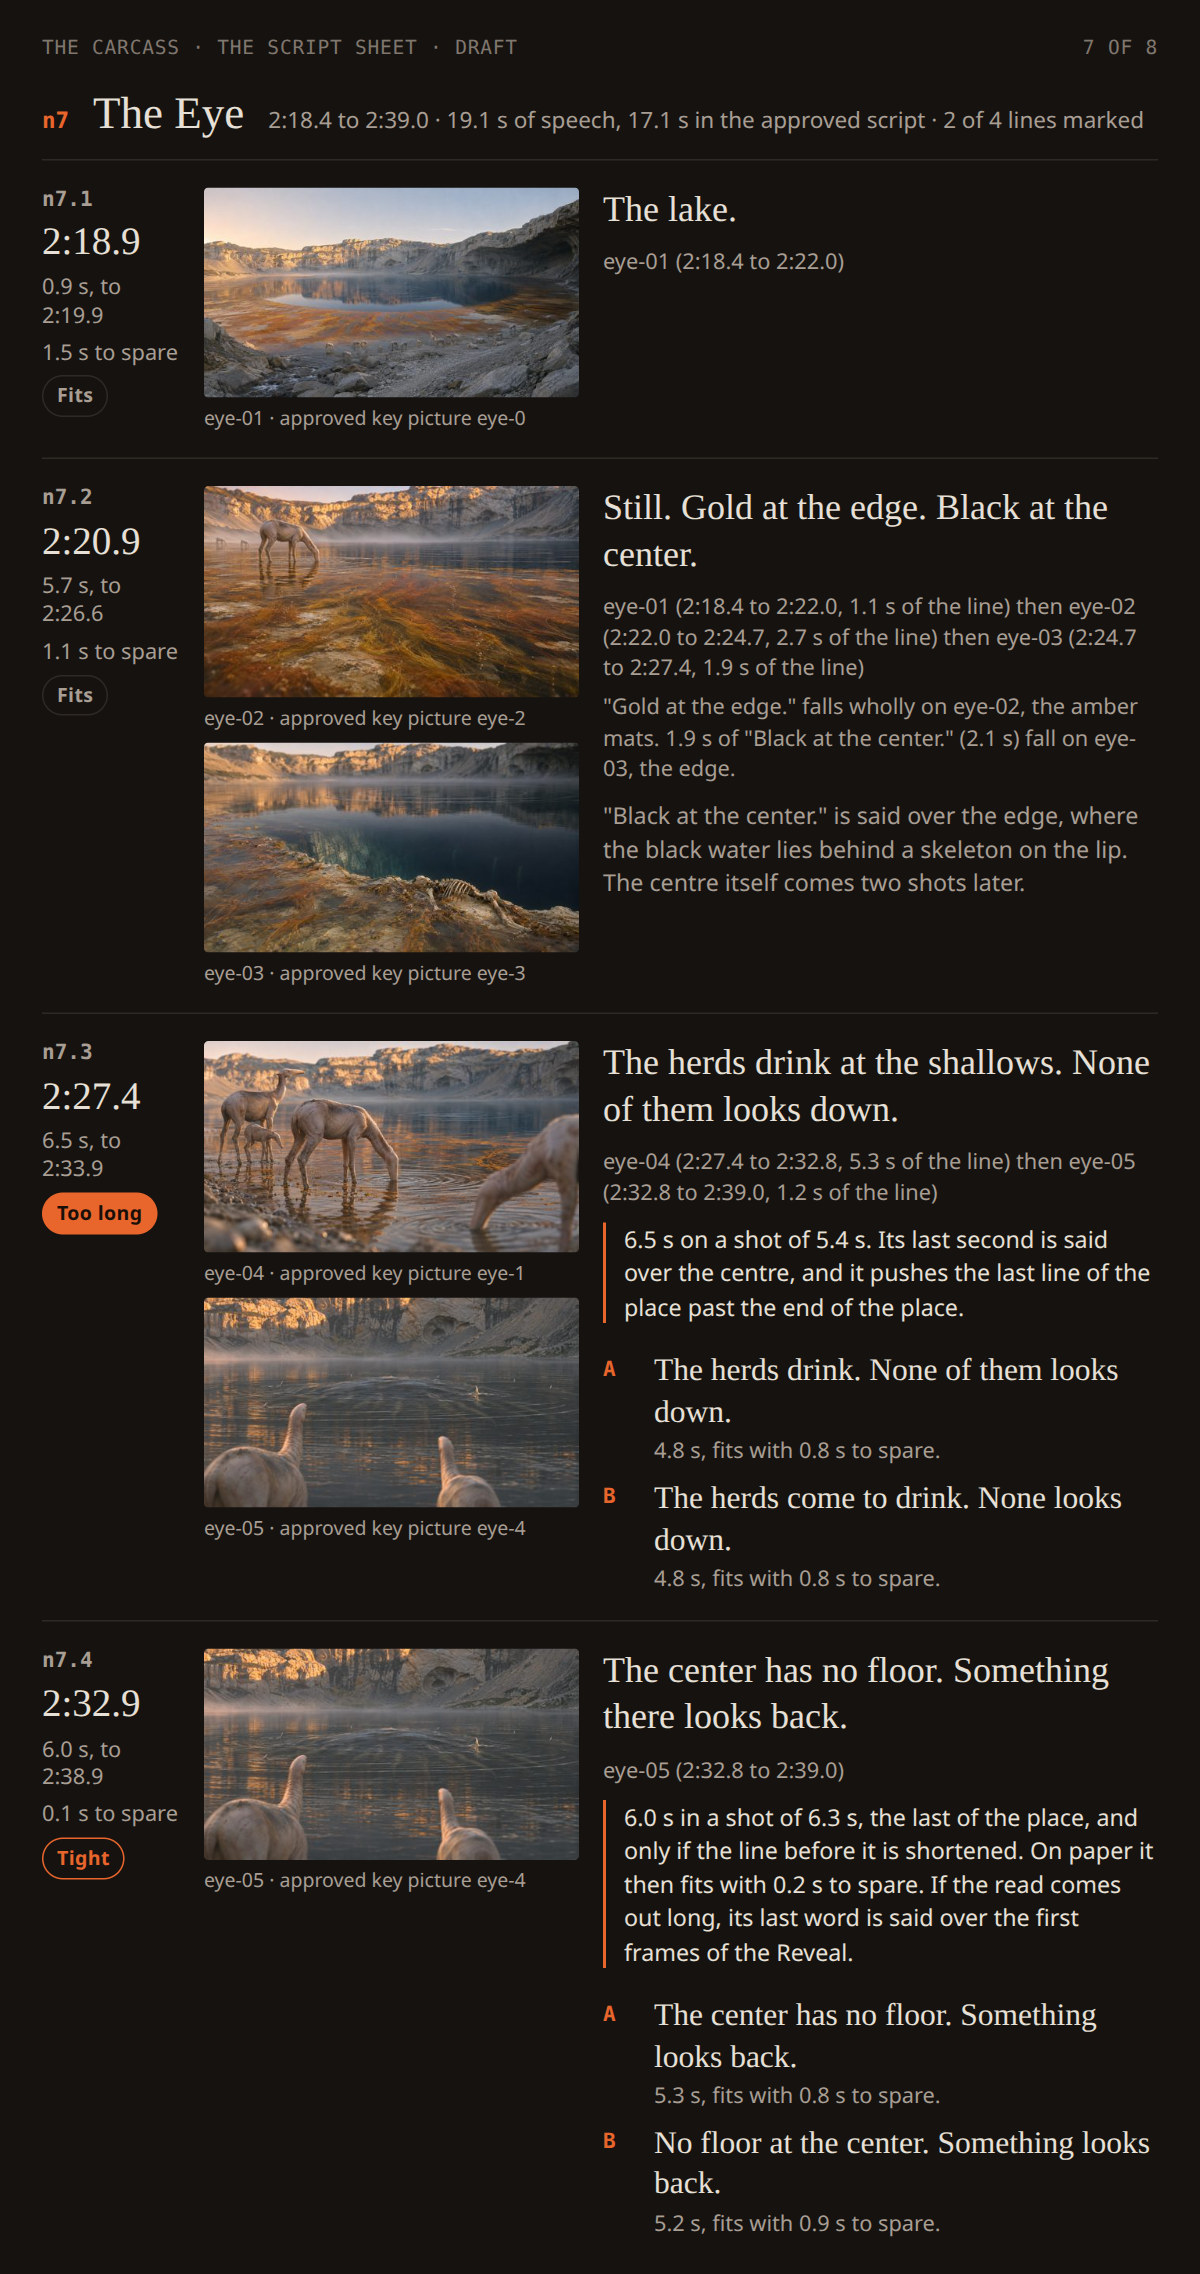 THE CARCASS · THE SCRIPT SHEET · DRAFT
7 OF 8
n7 The Eye 2:18.4 to 2:39.0 · 19.1 s of speech, 17.1 s in the approved script · 2 of 4 lines marked
n7.1
2:18.9
0.9 s, to
2:19.9
1.5 s to spare
Fits
eye-01 · approved key picture eye-0
The lake.
eye-01 (2:18.4 to 2:22.0)
n7.2
2:20.9
5.7 s, to
2:26.6
1.1 s to spare
Fits
eye-02 · approved key picture eye-2
eye-03 · approved key picture eye-3
Still. Gold at the edge. Black at the
center.
eye-01 (2:18.4 to 2:22.0, 1.1 s of the line) then eye-02
(2:22.0 to 2:24.7, 2.7 s of the line) then eye-03 (2:24.7
to 2:27.4, 1.9 s of the line)
"Gold at the edge." falls wholly on eye-02, the amber
mats. 1.9 s of "Black at the center." (2.1 s) fall on eye-
03, the edge.
"Black at the center." is said over the edge, where
the black water lies behind a skeleton on the lip.
The centre itself comes two shots later.
n7.3
2:27.4
6.5 s, to
2:33.9
Too long
eye-04 · approved key picture eye-1
eye-05 · approved key picture eye-4
The herds drink at the shallows. None
of them looks down.
eye-04 (2:27.4 to 2:32.8, 5.3 s of the line) then eye-05
(2:32.8 to 2:39.0, 1.2 s of the line)
6.5 s on a shot of 5.4 s. Its last second is said
over the centre, and it pushes the last line of the
place past the end of the place.
A The herds drink. None of them looks
down.
4.8 s, fits with 0.8 s to spare.
B The herds come to drink. None looks
down.
4.8 s, fits with 0.8 s to spare.
n7.4
2:32.9
6.0 s, to
2:38.9
0.1 s to spare
Tight
eye-05 · approved key picture eye-4
The center has no floor. Something
there looks back.
eye-05 (2:32.8 to 2:39.0)
6.0 s in a shot of 6.3 s, the last of the place, and
only if the line before it is shortened. On paper it
then fits with 0.2 s to spare. If the read comes
out long, its last word is said over the first
frames of the Reveal.
A The center has no floor. Something
looks back.
5.3 s, fits with 0.8 s to spare.
B No floor at the center. Something looks
back.
5.2 s, fits with 0.9 s to spare.